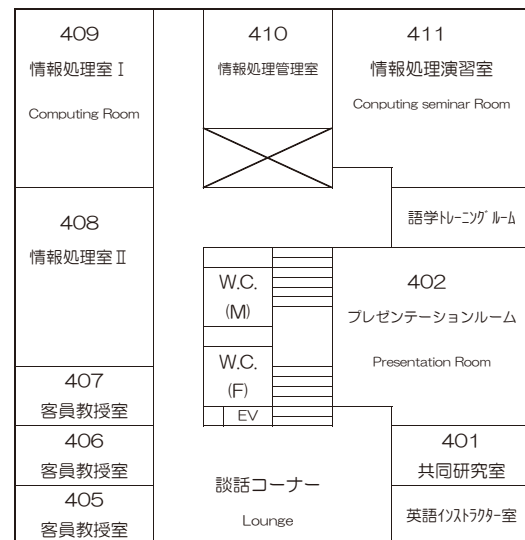 409
情報処理室Ⅰ
Computing Room
410
情報処理管理室
411
情報処理演習室
Conputing seminar Room
語学トレーニングルーム
408
情報処理室Ⅱ
W.C.
(M)
W.C.
(F)
EV
402
プレゼンテーションルーム
Presentation Room
407
客員教授室
406
客員教授室
405
客員教授室
談話コーナー
Lounge
401
共同研究室
英語インストラクター室